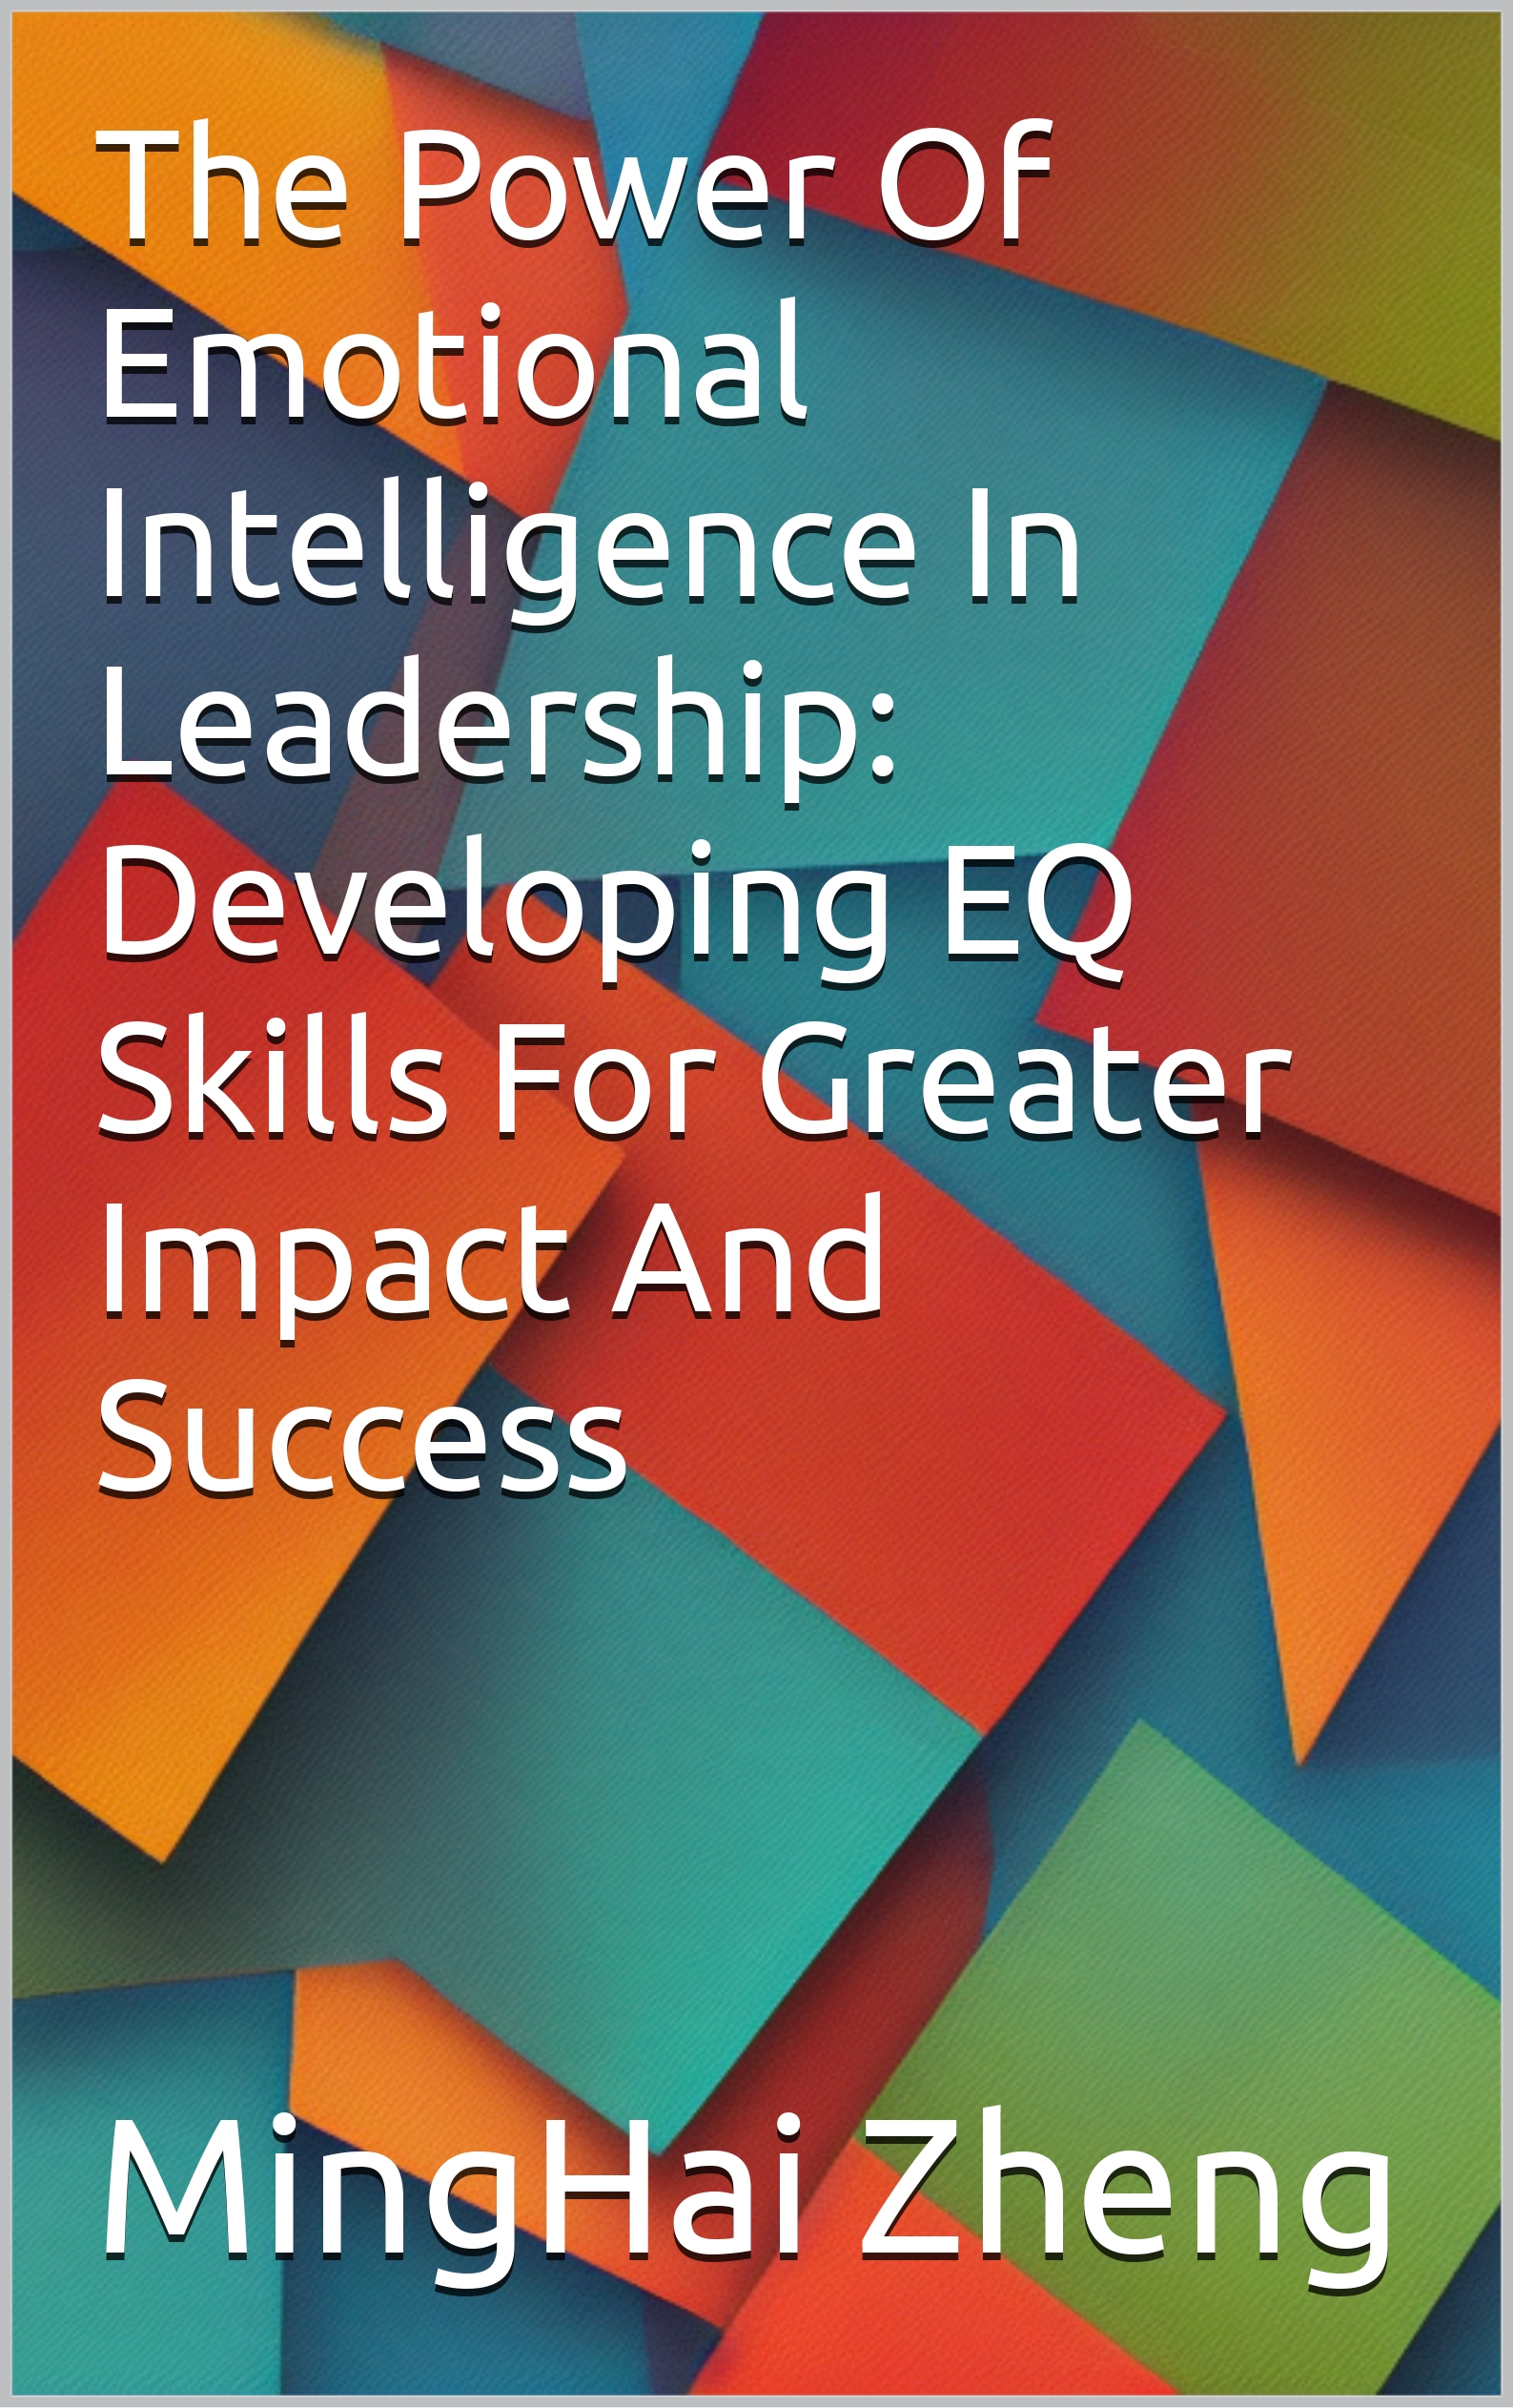 The Power Of
Emotional
Intelligence In
Leadership:
Developing EQ
Skills For Greater
Impact And
Success
MingHai Zheng